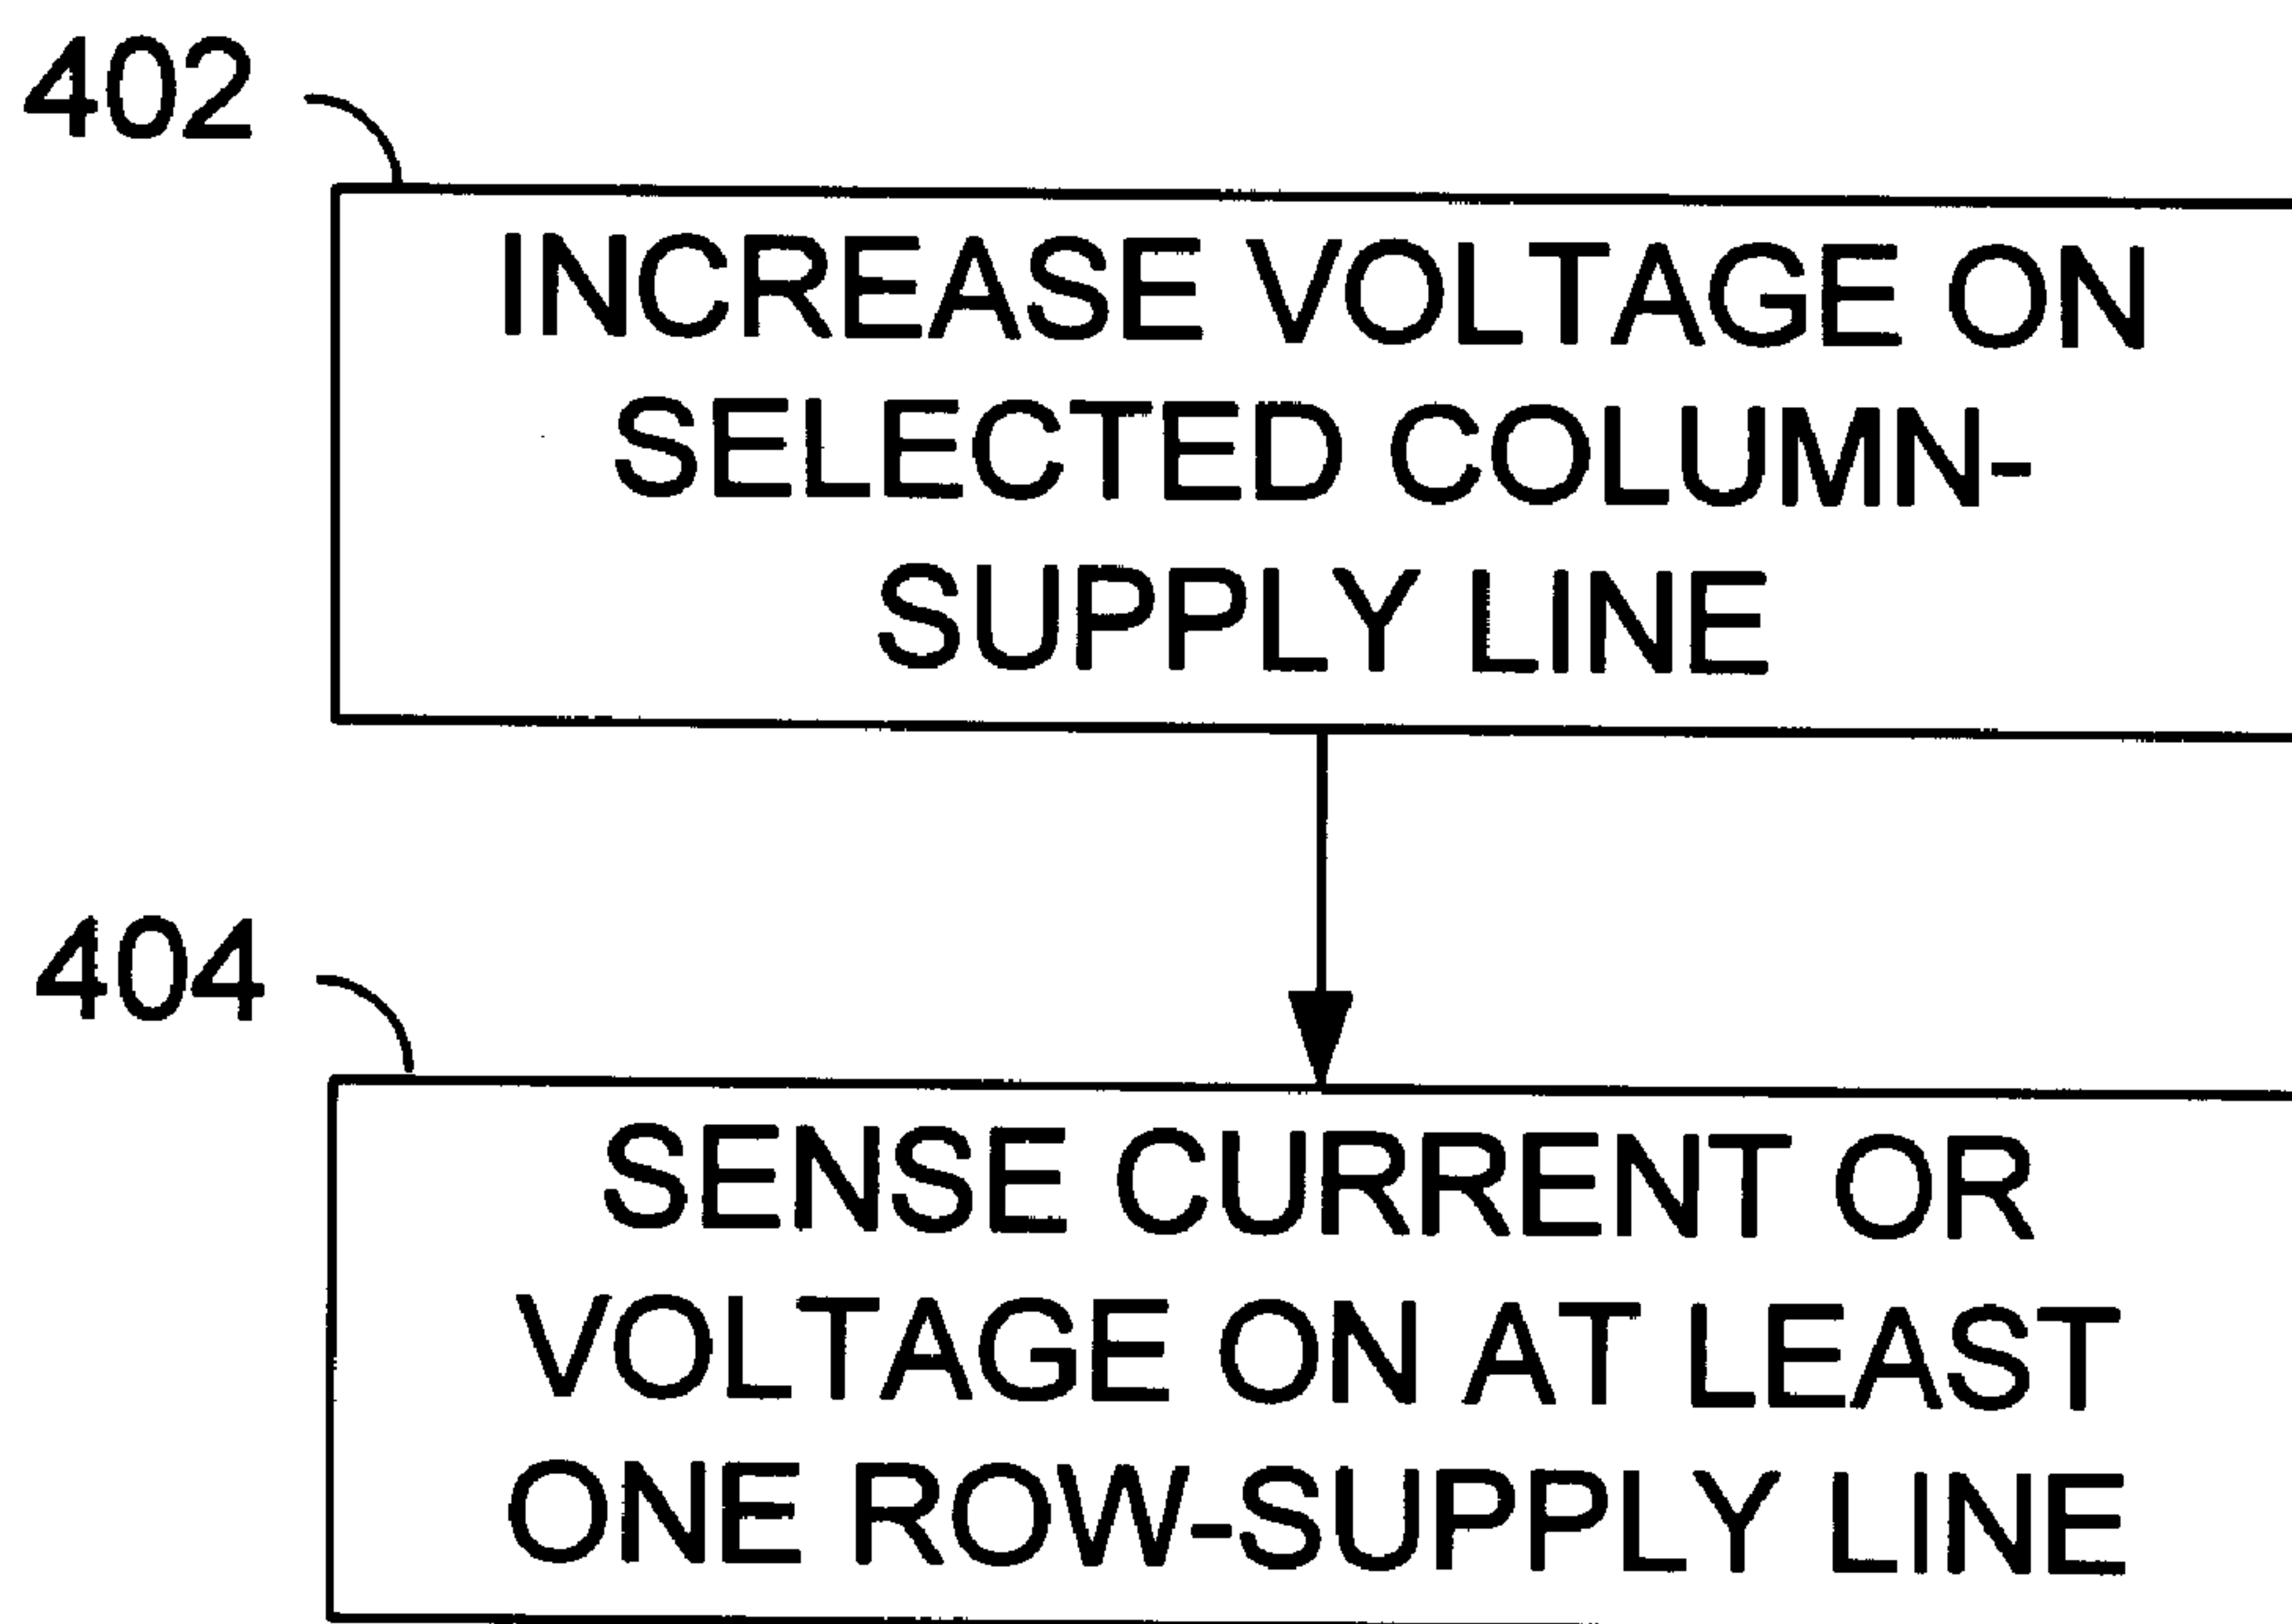 402
INCREASE VOLTAGE ON
SELECTED COLUMN-
SUPPLY LINE
404
SENSE CURRENT OR
VOLTAGE ON AT LEAST
ONE ROW-SUPPLY LINE